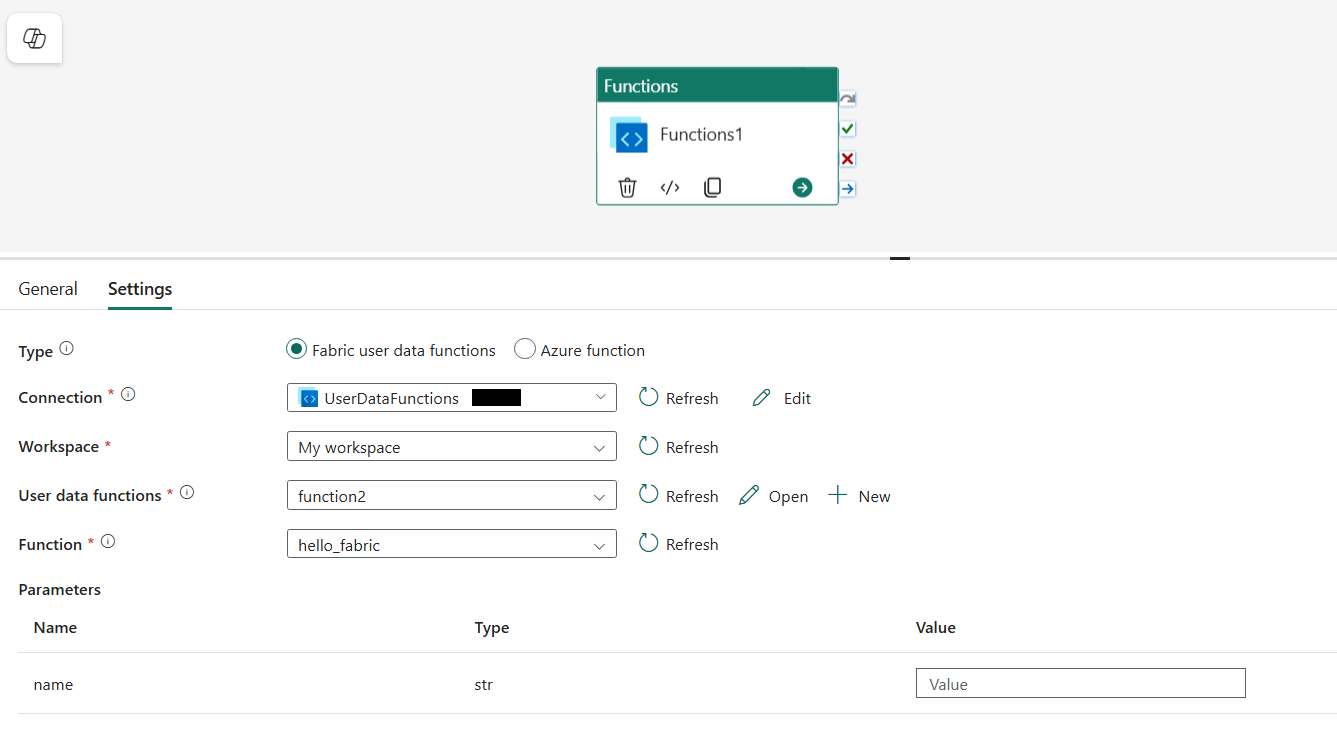 Functions
Functions1
General Settings
Type Fabric user data functions Azure function
Connection * UserDataFunctions Refresh Edit
Workspace * My workspace Refresh
User data functions * function2 Refresh Open New
Function * hello_fabric Refresh
Parameters
Name Type Value
name str Value